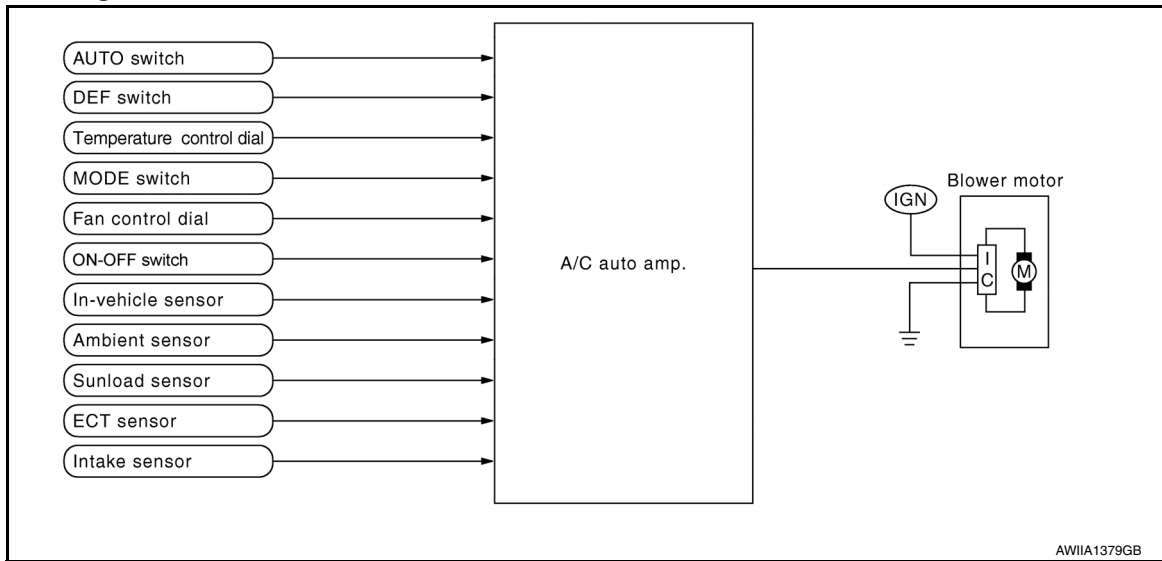 AUTO switch
DEF switch
Temperature control dial
MODE switch
Fan control dial
ON-OFF switch
In-vehicle sensor
Ambient sensor
Sunload sensor
ECT sensor
Intake sensor
A/C auto amp.
IGN
Blower motor
I
C
M
AWIIA1379GB